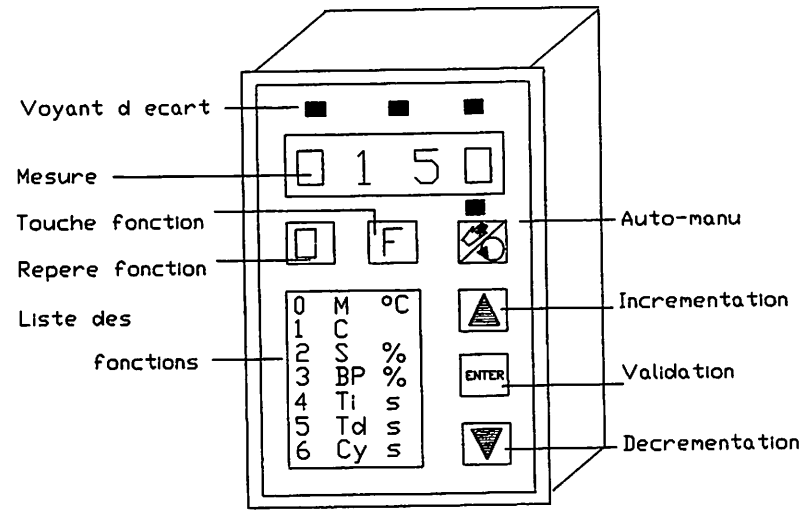 Voyant d ecart
Mesure
0 1 5 0
Touche fonction
Auto-manu
0
F
Repere fonction
Liste des
fonctions
0 M °C
1 C
2 S %
3 BP %
4 Ti s
5 Td s
6 Cy s
Incrementation
ENTER
Validation
Decrementation